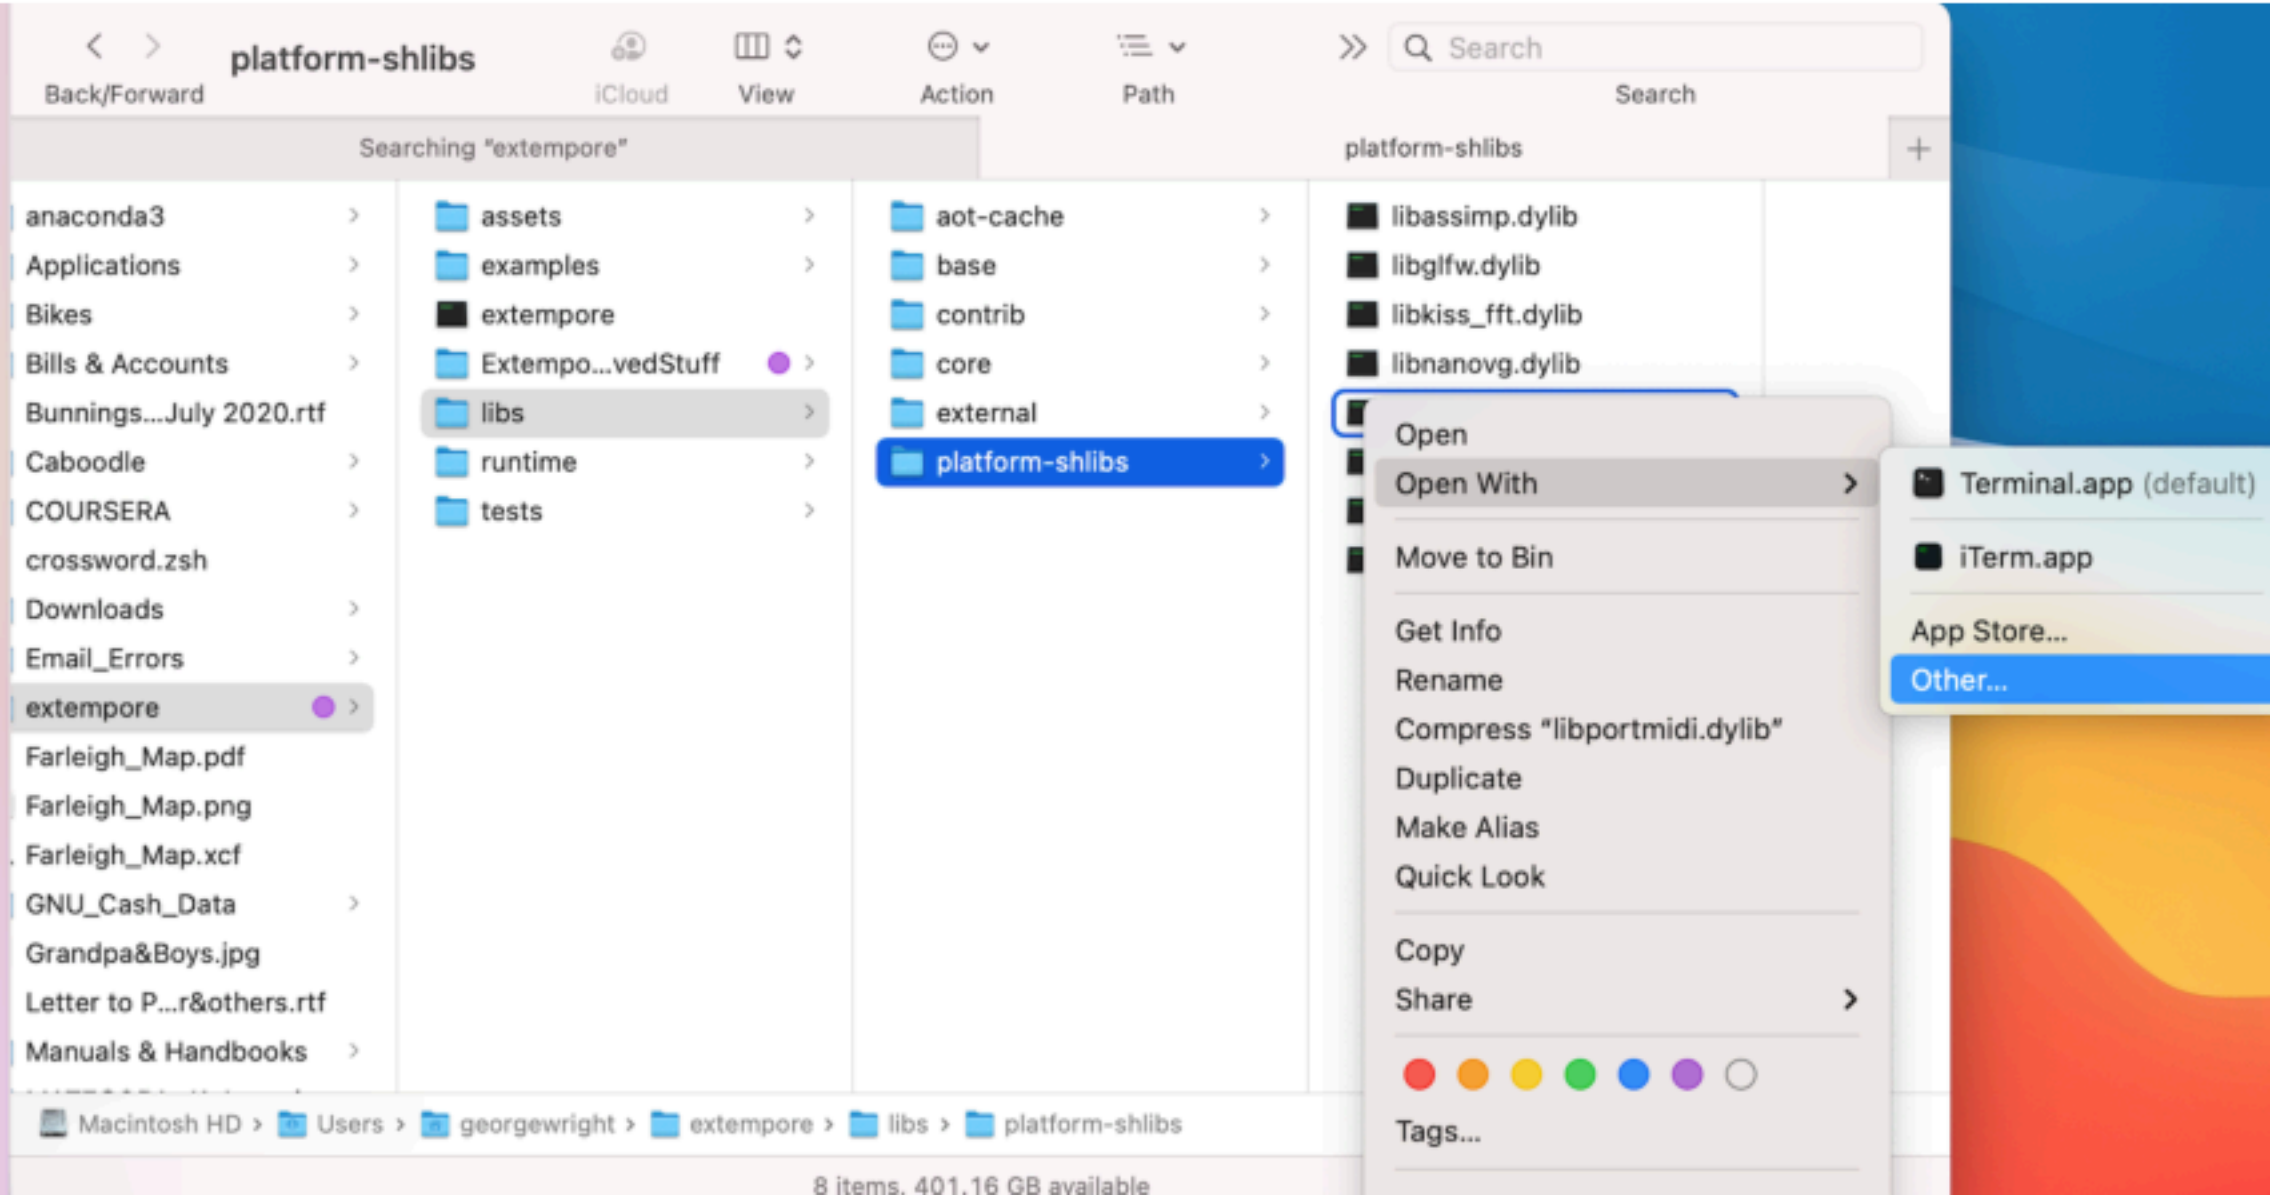 platform-shlibs
Back/Forward
iCloud
View
Action
Path
Search
Search
Searching "extempore"
platform-shlibs
anaconda3
Applications
Bikes
Bills & Accounts
Bunnings...July 2020.rtf
Caboodle
COURSERA
crossword.zsh
Downloads
Email_Errors
extempore
Farleigh_Map.pdf
Farleigh_Map.png
Farleigh_Map.xcf
GNU_Cash_Data
Grandpa&Boys.jpg
Letter to P...r&others.rtf
Manuals & Handbooks
assets
examples
extempore
Extempo...vedStuff
libs
runtime
tests
aot-cache
base
contrib
core
external
platform-shlibs
libassimp.dylib
libglfw.dylib
libkiss_fft.dylib
libnanovg.dylib
Open
Open With
Move to Bin
Get Info
Rename
Compress "libportmidi.dylib"
Duplicate
Make Alias
Quick Look
Copy
Share
Tags...
Terminal.app (default)
iTerm.app
App Store...
Other...
Macintosh HD › Users › georgewright › extempore › libs › platform-shlibs
8 items, 401.16 GB available